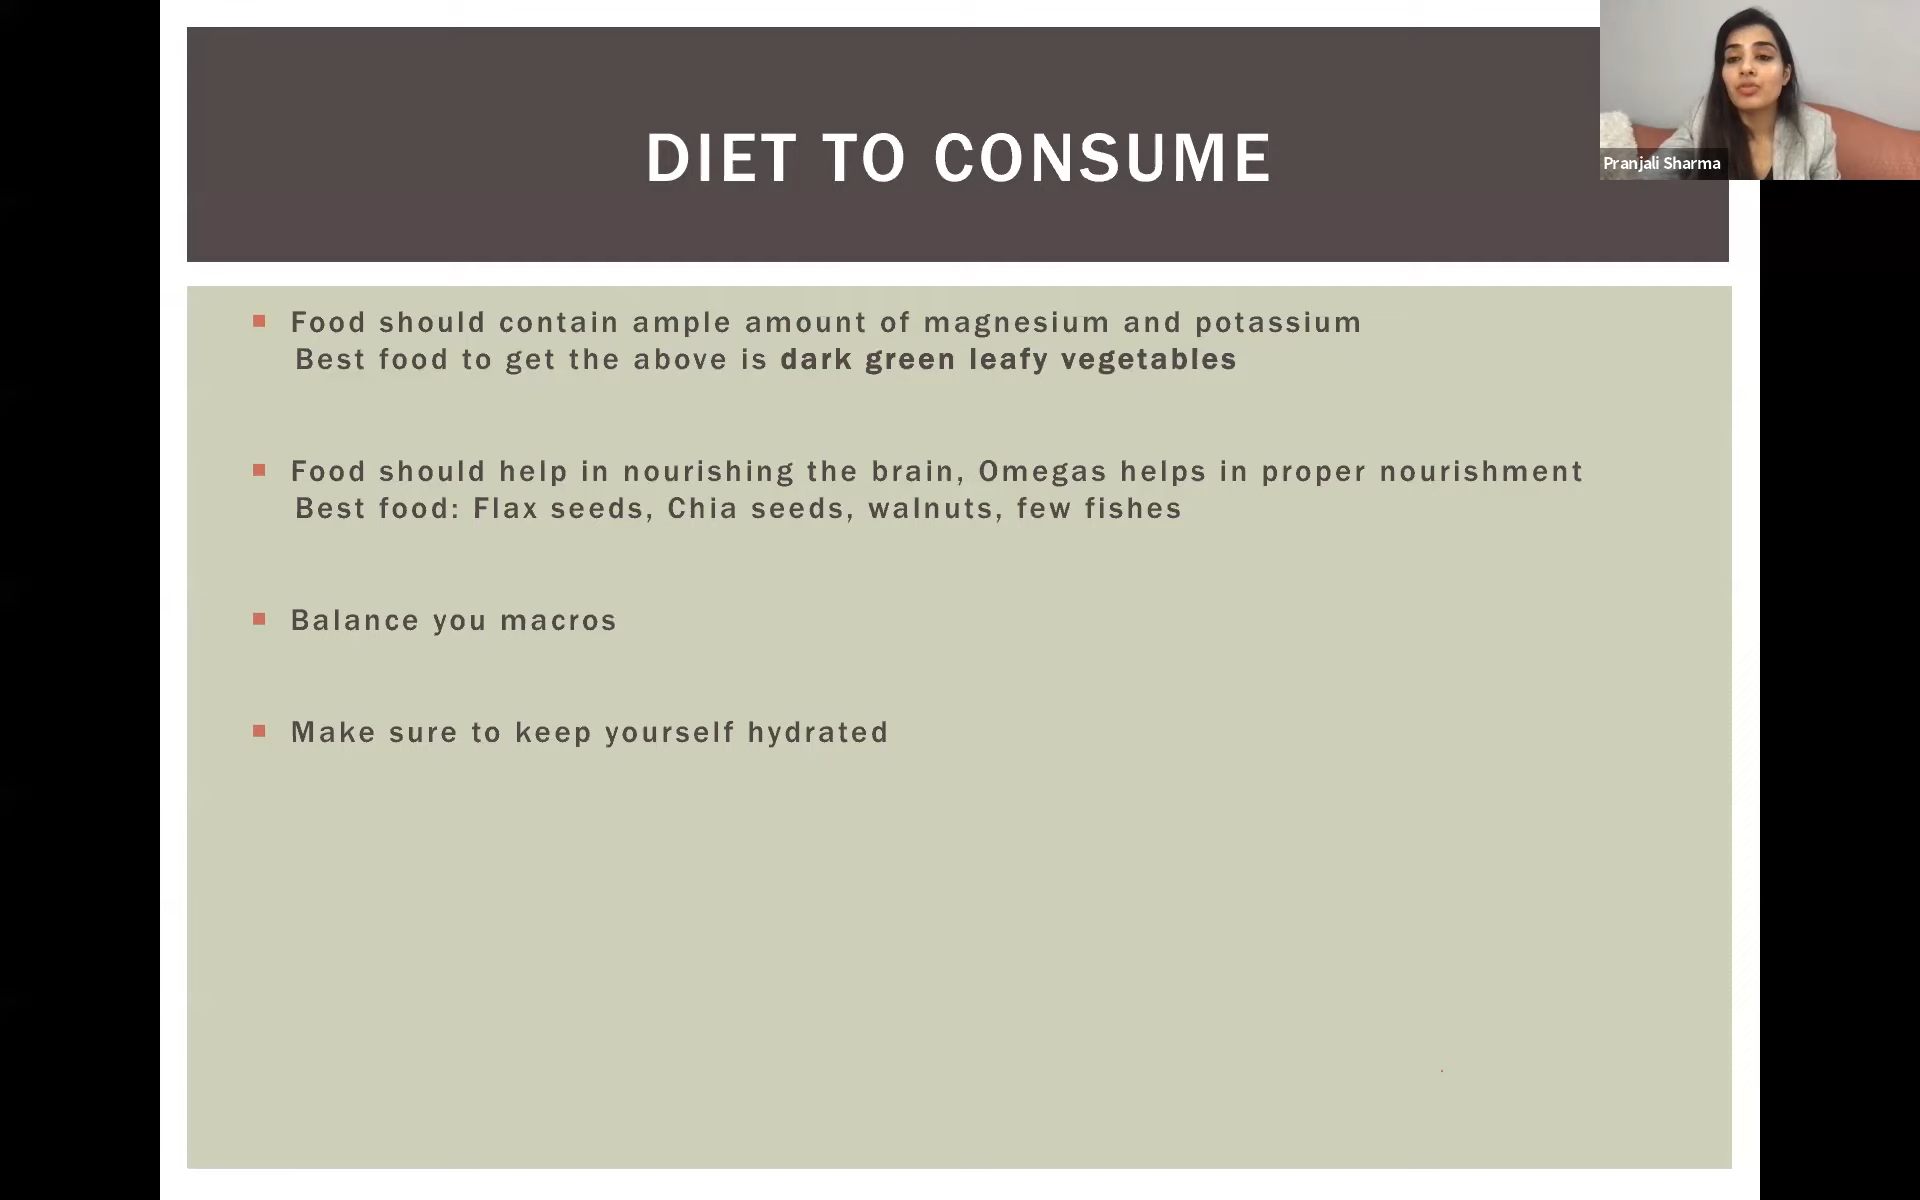 DIET TO CONSUME
Pranjali Sharma
Food should contain ample amount of magnesium and potassium
Best food to get the above is dark green leafy vegetables
Food should help in nourishing the brain, Omegas helps in proper nourishment
Best food: Flax seeds, Chia seeds, walnuts, few fishes
Balance you macros
Make sure to keep yourself hydrated